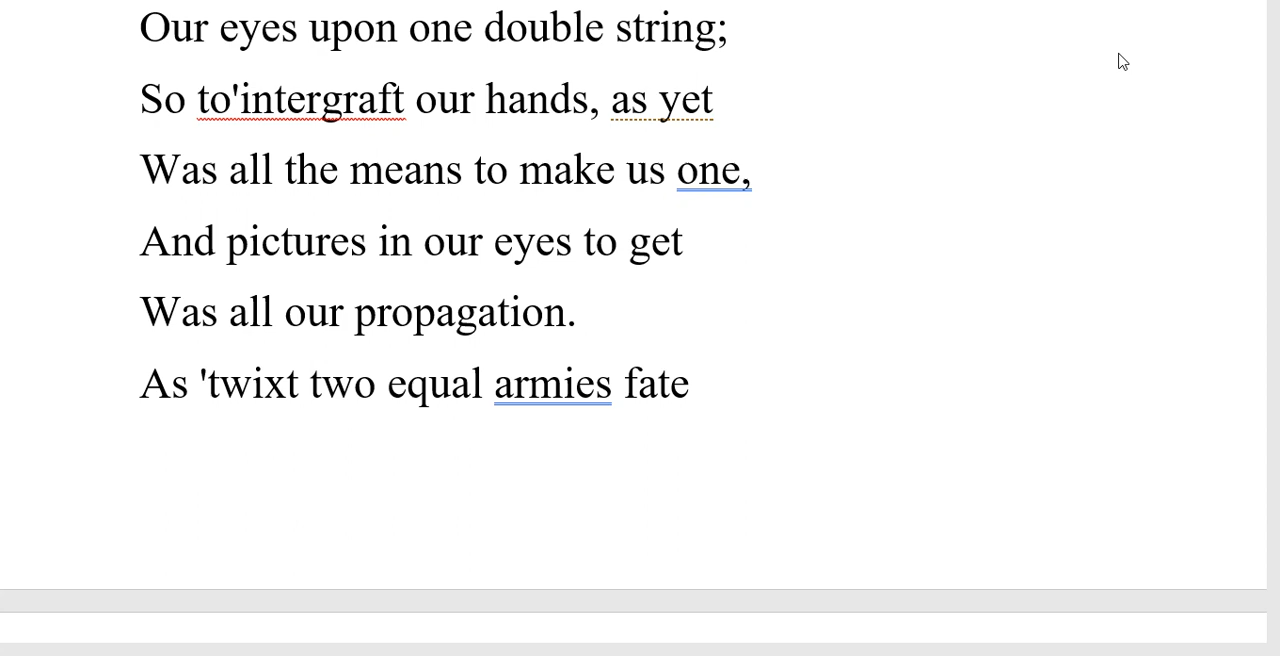 Our eyes upon one double string;
So to'intergraft our hands, as yet
Was all the means to make us one,
And pictures in our eyes to get
Was all our propagation.
As 'twixt two equal armies fate